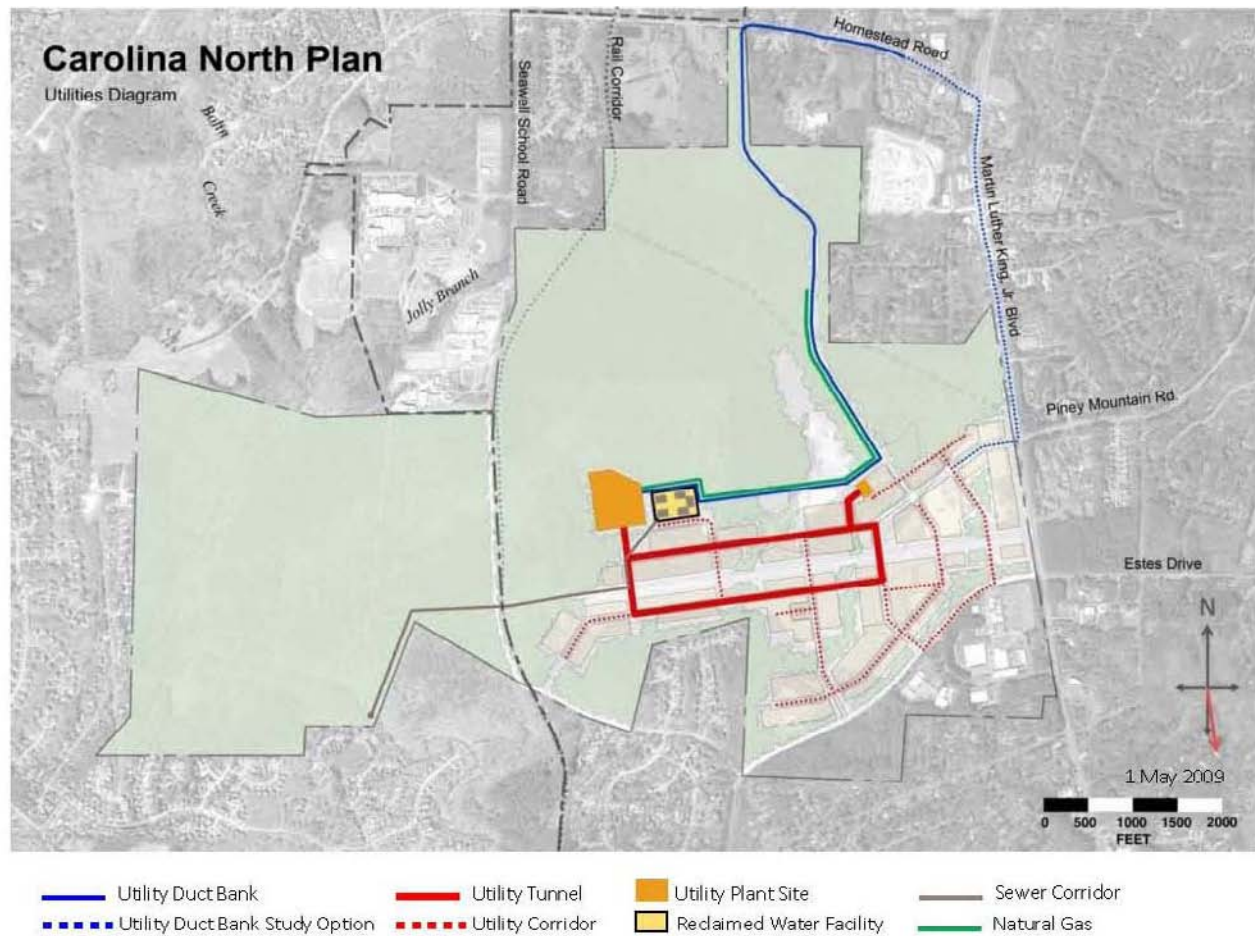 Carolina North Plan
Utilities Diagram
Bolin
Creek
Seawell School Road
Rail Corridor
Homestead Road
Martin Luther King, Jr. Blvd
Jolly Branch
Piney Mountain Rd.
Estes Drive
N
1 May 2009
0 500 1000 1500 2000
FEET
Utility Duct Bank
Utility Tunnel
Utility Plant Site
Sewer Corridor
Utility Duct Bank Study Option
Utility Corridor
Reclaimed Water Facility
Natural Gas